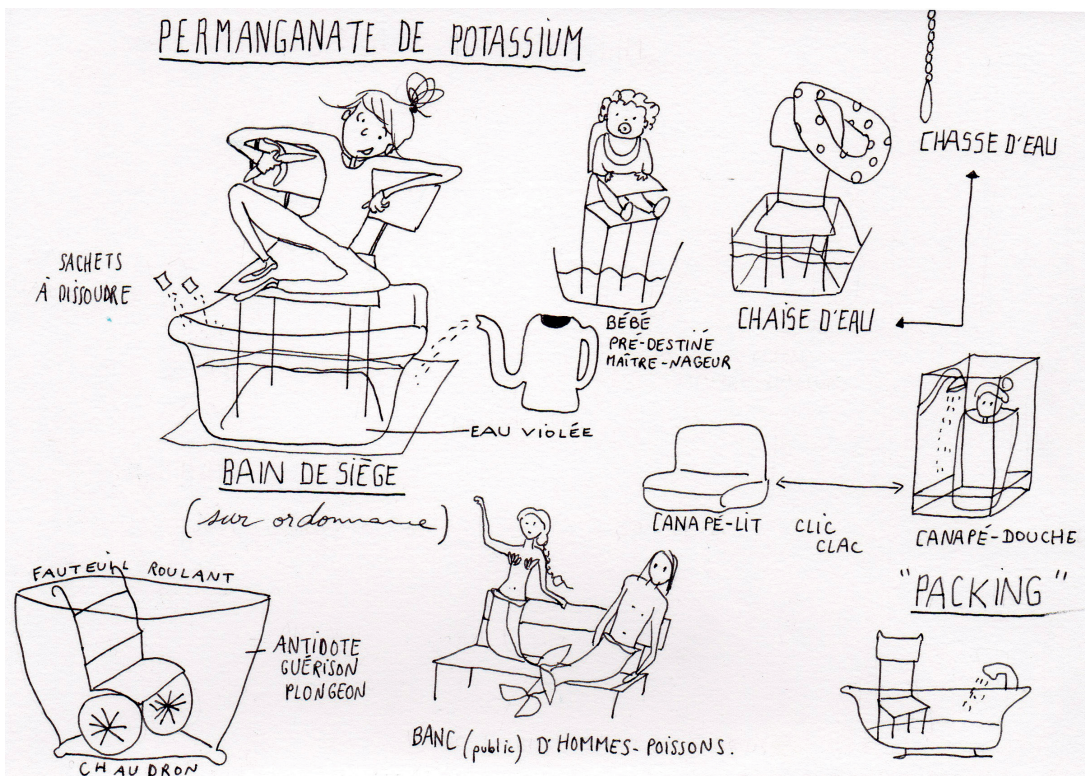 PERMANGANATE DE POTASSIUM
CHASSE D'EAU
SACHETS
À DISSOUDRE
BÉBÉ
PRÉ-DESTINÉ
MAÎTRE-NAGEUR
CHAISE D'EAU
EAU VIOLÉE
BAIN DE SIÈGE
(sur ordonnance)
CANAPÉ-LIT
CLIC
CLAC
CANAPÉ-DOUCHE
"PACKING"
FAUTEUIL ROULANT
ANTIDOTE
GUÉRISON
PLONGEON
CHAUDRON
BANC (public) D'HOMMES-POISSONS.